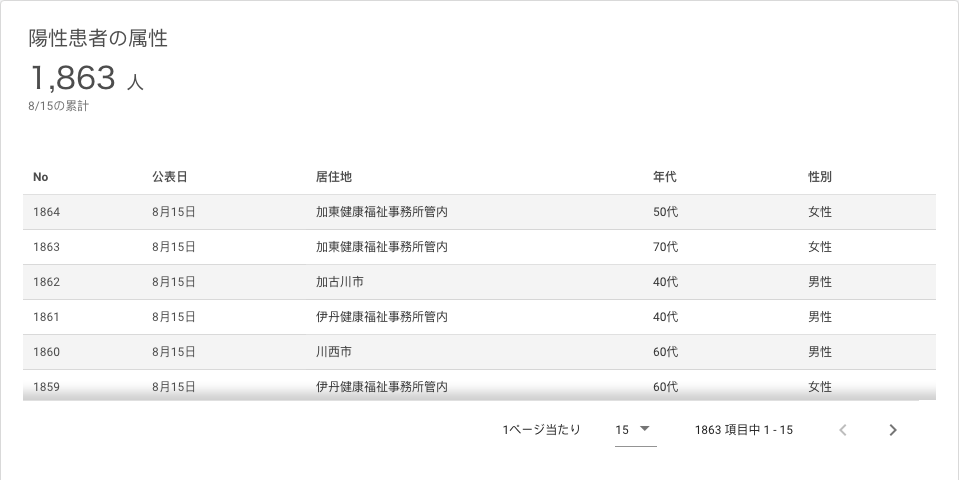 陽性患者の属性
1,863 人
8/15の累計
No 公表日 居住地 年代 性別
1864 8月15日 加東健康福祉事務所管内 50代 女性
1863 8月15日 加東健康福祉事務所管内 70代 女性
1862 8月15日 加古川市 40代 男性
1861 8月15日 伊丹健康福祉事務所管内 40代 男性
1860 8月15日 川西市 60代 男性
1859 8月15日 伊丹健康福祉事務所管内 60代 女性
1ページ当たり 15 1863 項目中 1 - 15